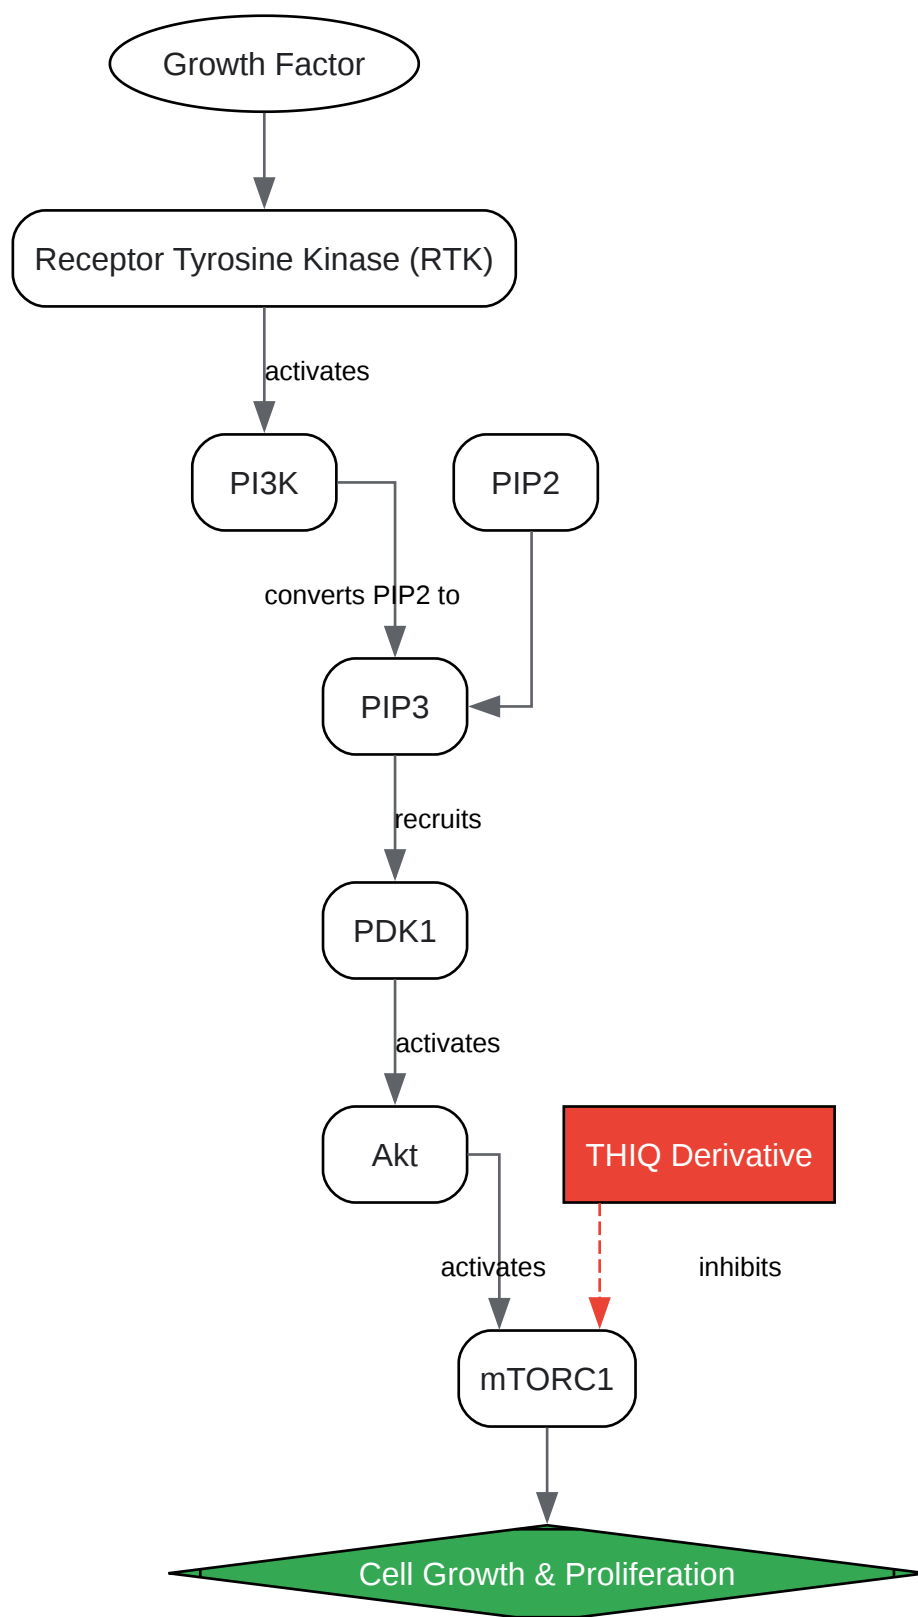 Growth Factor
Receptor Tyrosine Kinase (RTK)
activates
PI3K
PIP2
converts PIP2 to
PIP3
recruits
PDK1
activates
Akt
THIQ Derivative
activates
inhibits
mTORC1
Cell Growth & Proliferation